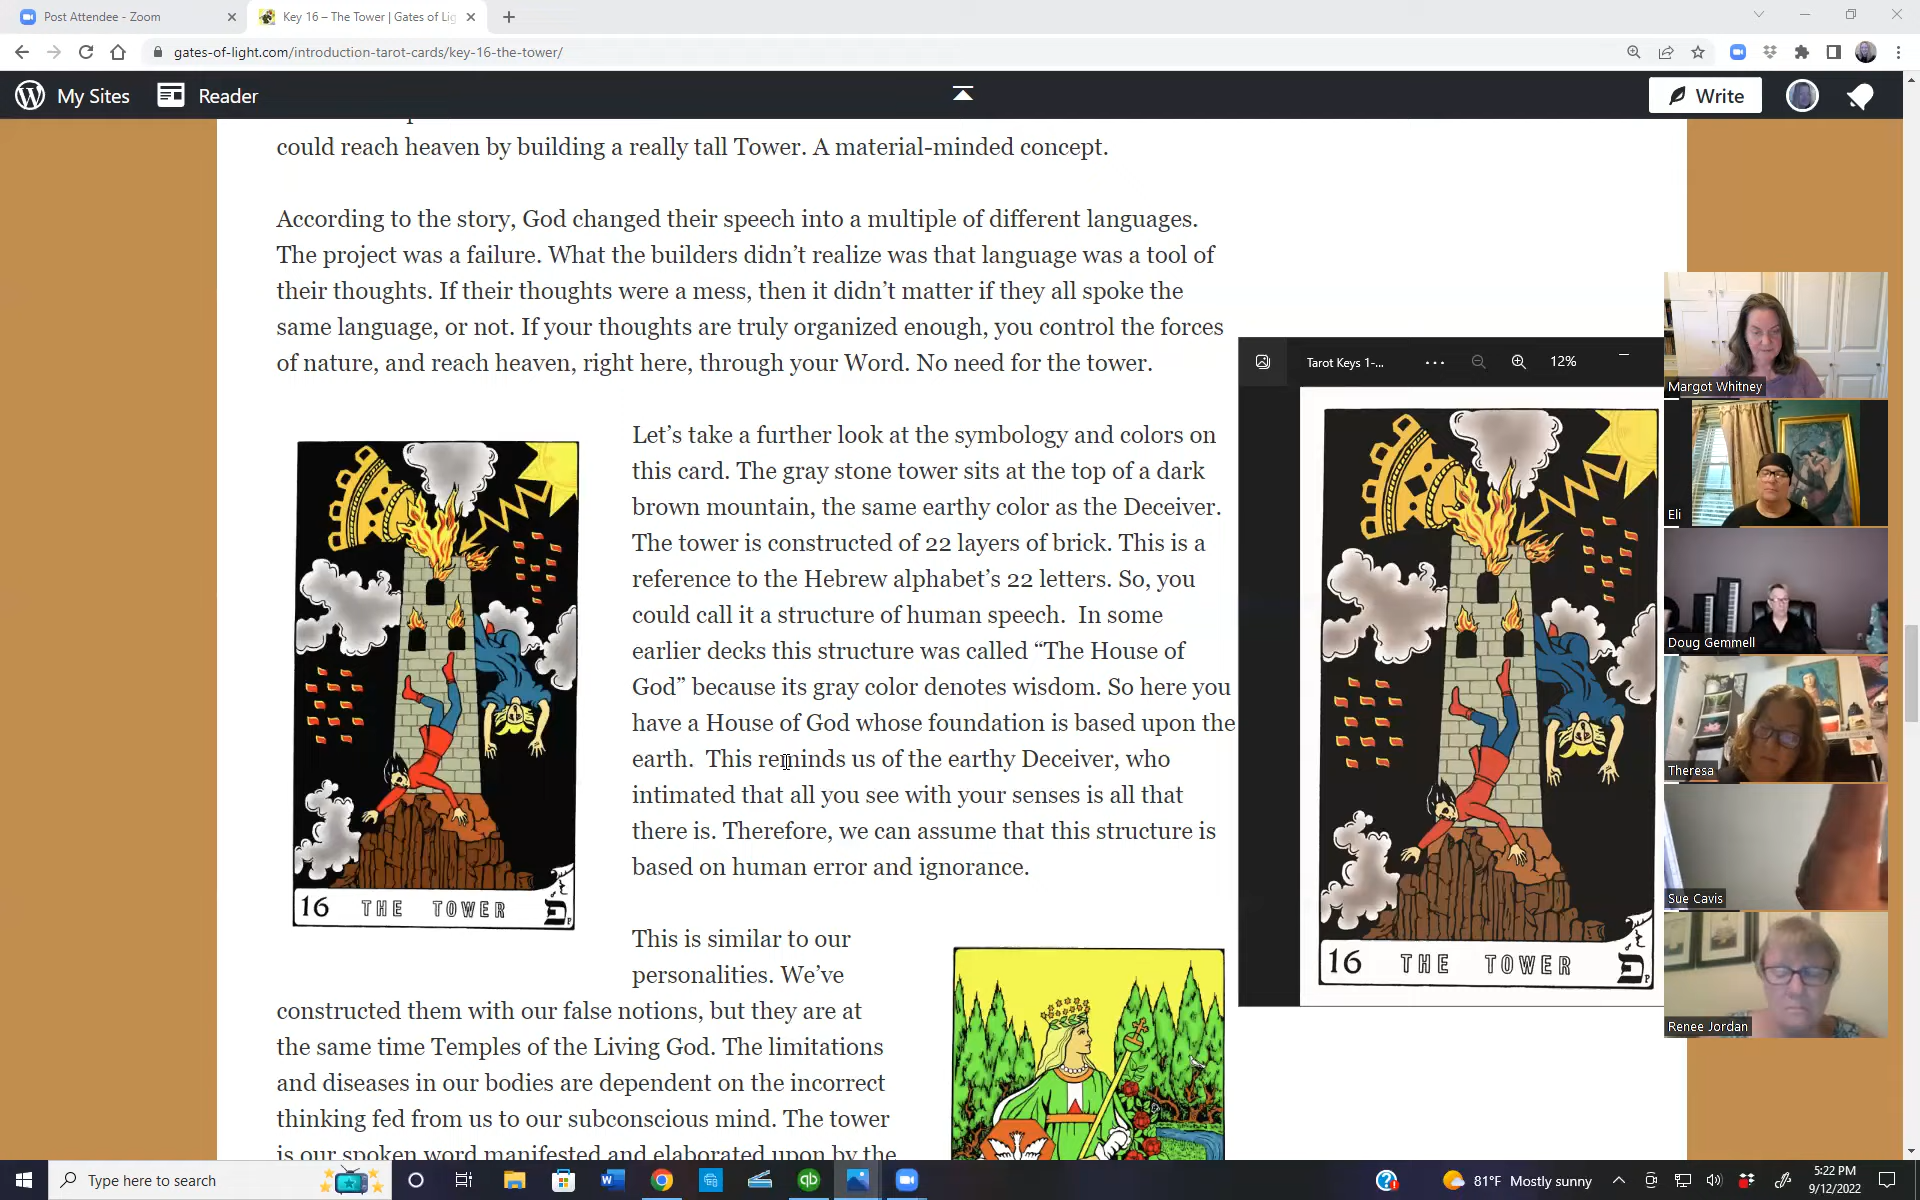 Post Attendee - Zoom
Key 16 – The Tower | Gates of Lig
gates-of-light.com/introduction-tarot-cards/key-16-the-tower/
My Sites
Reader
Write
could reach heaven by building a really tall Tower. A material-minded concept.
According to the story, God changed their speech into a multiple of different languages.
The project was a failure. What the builders didn’t realize was that language was a tool of
their thoughts. If their thoughts were a mess, then it didn’t matter if they all spoke the
same language, or not. If your thoughts are truly organized enough, you control the forces
of nature, and reach heaven, right here, through your Word. No need for the tower.
Let’s take a further look at the symbology and colors on
this card. The gray stone tower sits at the top of a dark
brown mountain, the same earthy color as the Deceiver.
The tower is constructed of 22 layers of brick. This is a
reference to the Hebrew alphabet’s 22 letters. So, you
could call it a structure of human speech.  In some
earlier decks this structure was called “The House of
God” because its gray color denotes wisdom. So here you
have a House of God whose foundation is based upon the
earth.  This reminds us of the earthy Deceiver, who
intimated that all you see with your senses is all that
there is. Therefore, we can assume that this structure is
based on human error and ignorance.
16 THE TOWER פ P
This is similar to our
personalities. We’ve
constructed them with our false notions, but they are at
the same time Temples of the Living God. The limitations
and diseases in our bodies are dependent on the incorrect
thinking fed from us to our subconscious mind. The tower
is our spoken word manifested and elaborated upon by the
Tarot Keys 1-...
12%
16 THE TOWER פ P
Margot Whitney
Eli
Doug Gemmell
Theresa
Sue Cavis
Renee Jordan
Type here to search
81°F Mostly sunny
5:22 PM
9/12/2022